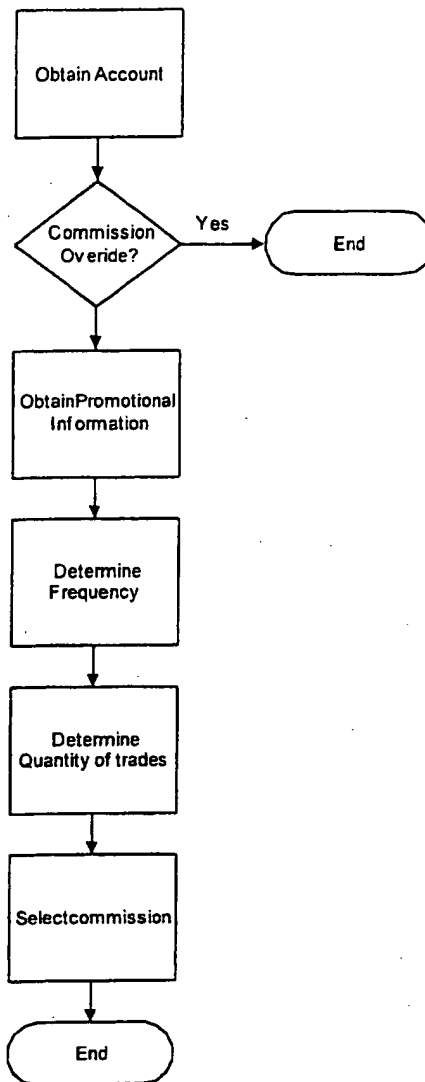 Obtain Account
Commission
Overide?
Yes
End
ObtainPromotional
Information
Determine
Frequency
Determine
Quantity of trades
Selectcommission
End